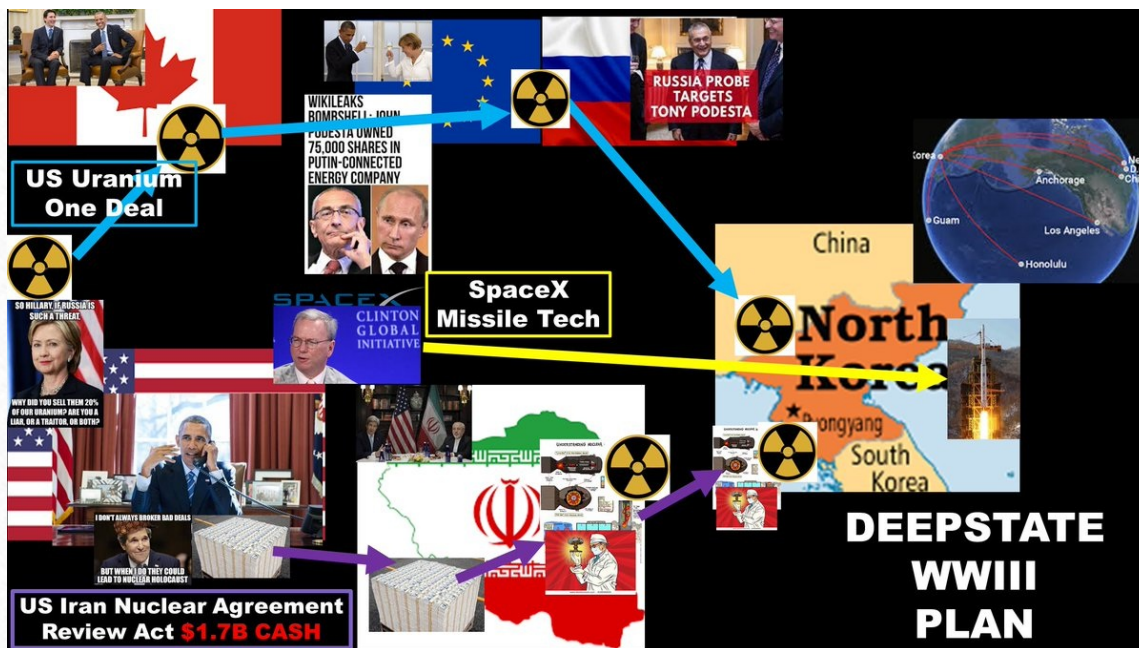 WIKILEAKS
BOMBSHELL: JOHN
PODESTA OWNED
75,000 SHARES IN
PUTIN-CONNECTED
ENERGY COMPANY
RUSSIA PROBE
TARGETS
TONY PODESTA
US Uranium
One Deal
Korea
Anchorage
Guam
Los Angeles
Honolulu
China
North
Korea
Pyongyang
South
Korea
SPACEX
CLINTON
GLOBAL
INITIATIVE
SpaceX
Missile Tech
SO HILLARY, IF RUSSIA IS
SUCH A THREAT,
WHY DID YOU SELL THEM 20%
OF OUR URANIUM? ARE YOU A
LIAR, OR A TRAITOR, OR BOTH?
I DON'T ALWAYS BROKER BAD DEALS
BUT WHEN I DO THEY COULD
LEAD TO NUCLEAR HOLOCAUST
US Iran Nuclear Agreement
Review Act $1.7B CASH
DEEPSTATE
WWIII
PLAN